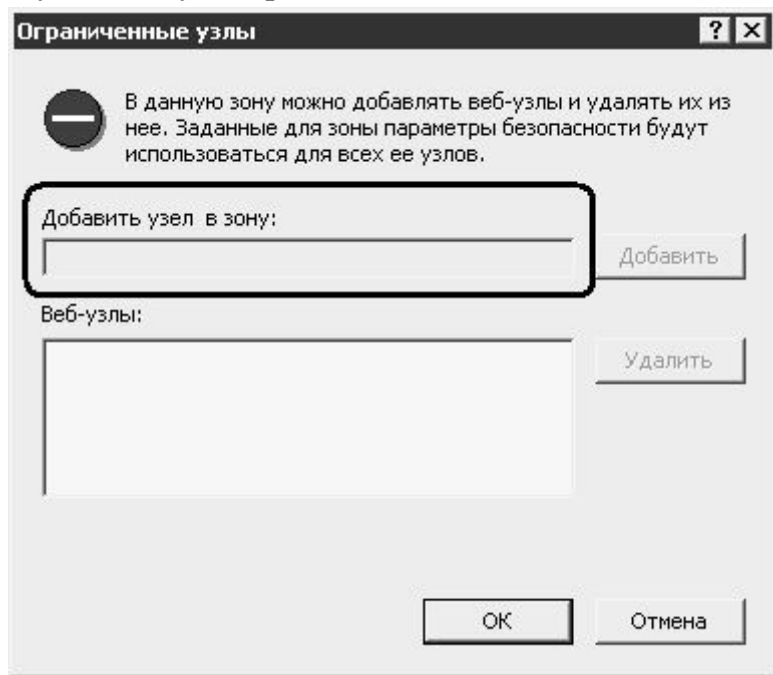 Ограниченные узлы
В данную зону можно добавлять веб-узлы и удалять их из
нее. Заданные для зоны параметры безопасности будут
использоваться для всех ее узлов.
Добавить узел в зону:
Добавить
Веб-узлы:
Удалить
OK
Отмена